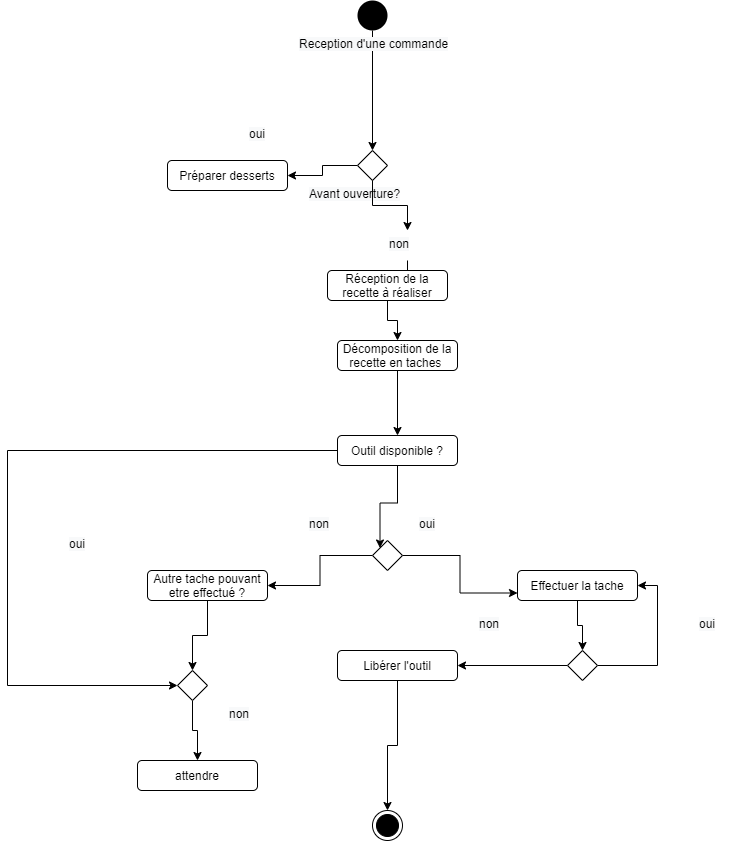 Reception d'une commande
oui
Préparer desserts
Avant ouverture?
non
Réception de la
recette à réaliser
Décomposition de la
recette en taches
Outil disponible ?
non
oui
oui
Autre tache pouvant
etre effectué ?
Effectuer la tache
non
oui
Libérer l'outil
non
attendre